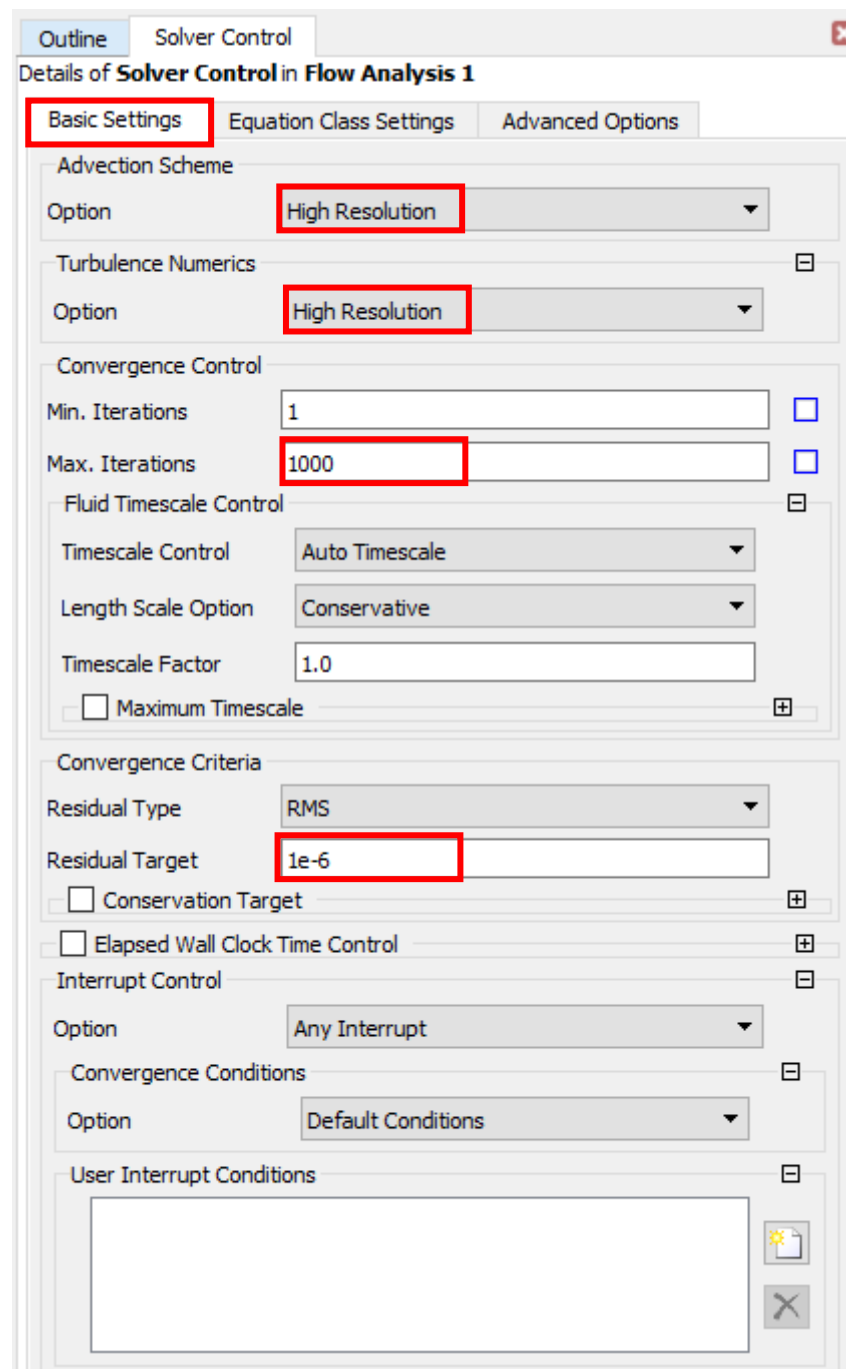 Outline Solver Control
Details of Solver Control in Flow Analysis 1
Basic Settings Equation Class Settings Advanced Options
Advection Scheme
Option High Resolution
Turbulence Numerics
Option High Resolution
Convergence Control
Min. Iterations 1
Max. Iterations 1000
Fluid Timescale Control
Timescale Control Auto Timescale
Length Scale Option Conservative
Timescale Factor 1.0
Maximum Timescale
Convergence Criteria
Residual Type RMS
Residual Target 1e-6
Conservation Target
Elapsed Wall Clock Time Control
Interrupt Control
Option Any Interrupt
Convergence Conditions
Option Default Conditions
User Interrupt Conditions